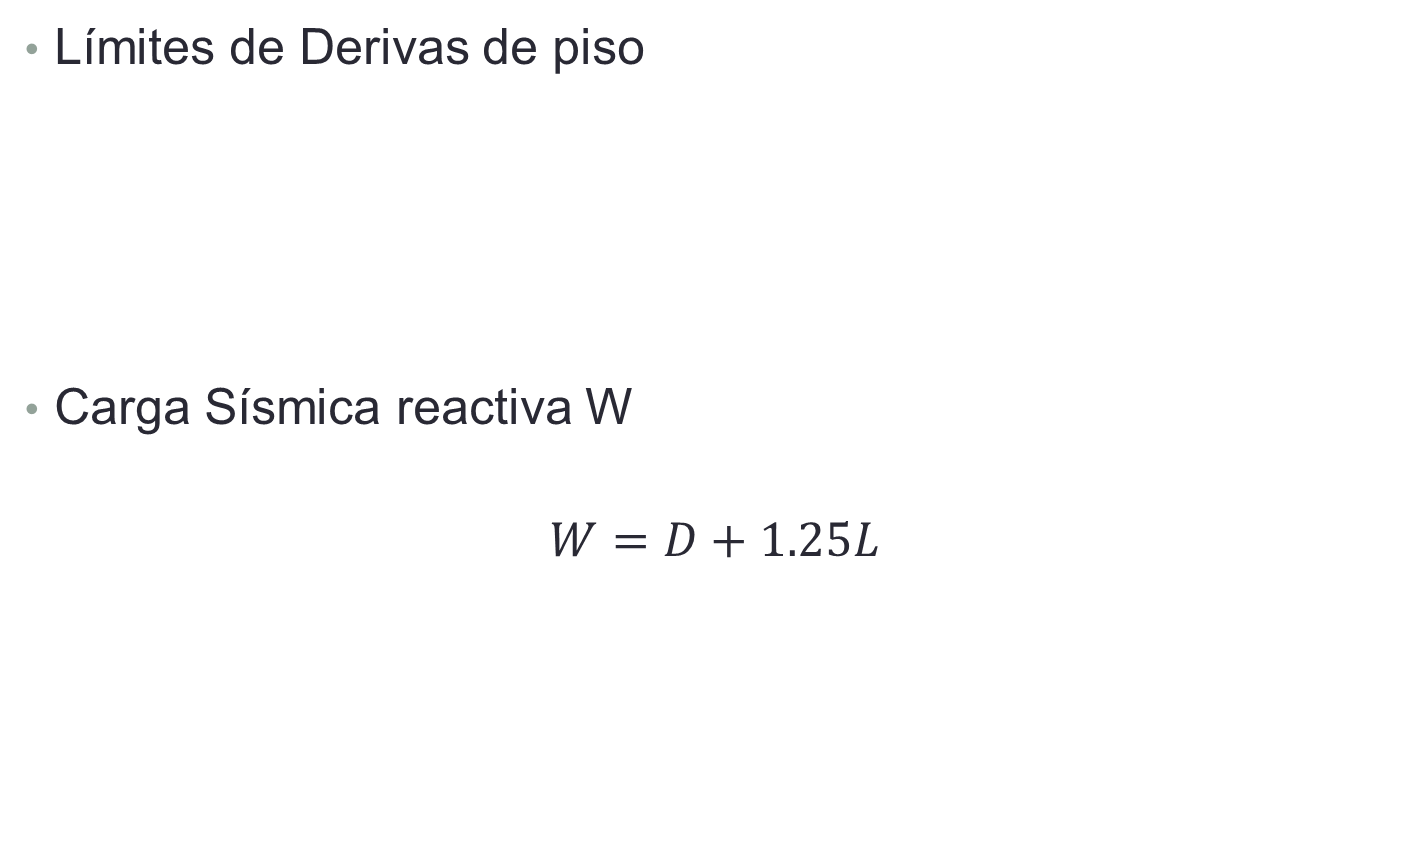 • Límites de Derivas de piso
• Carga Sísmica reactiva W
W = D + 1.25L